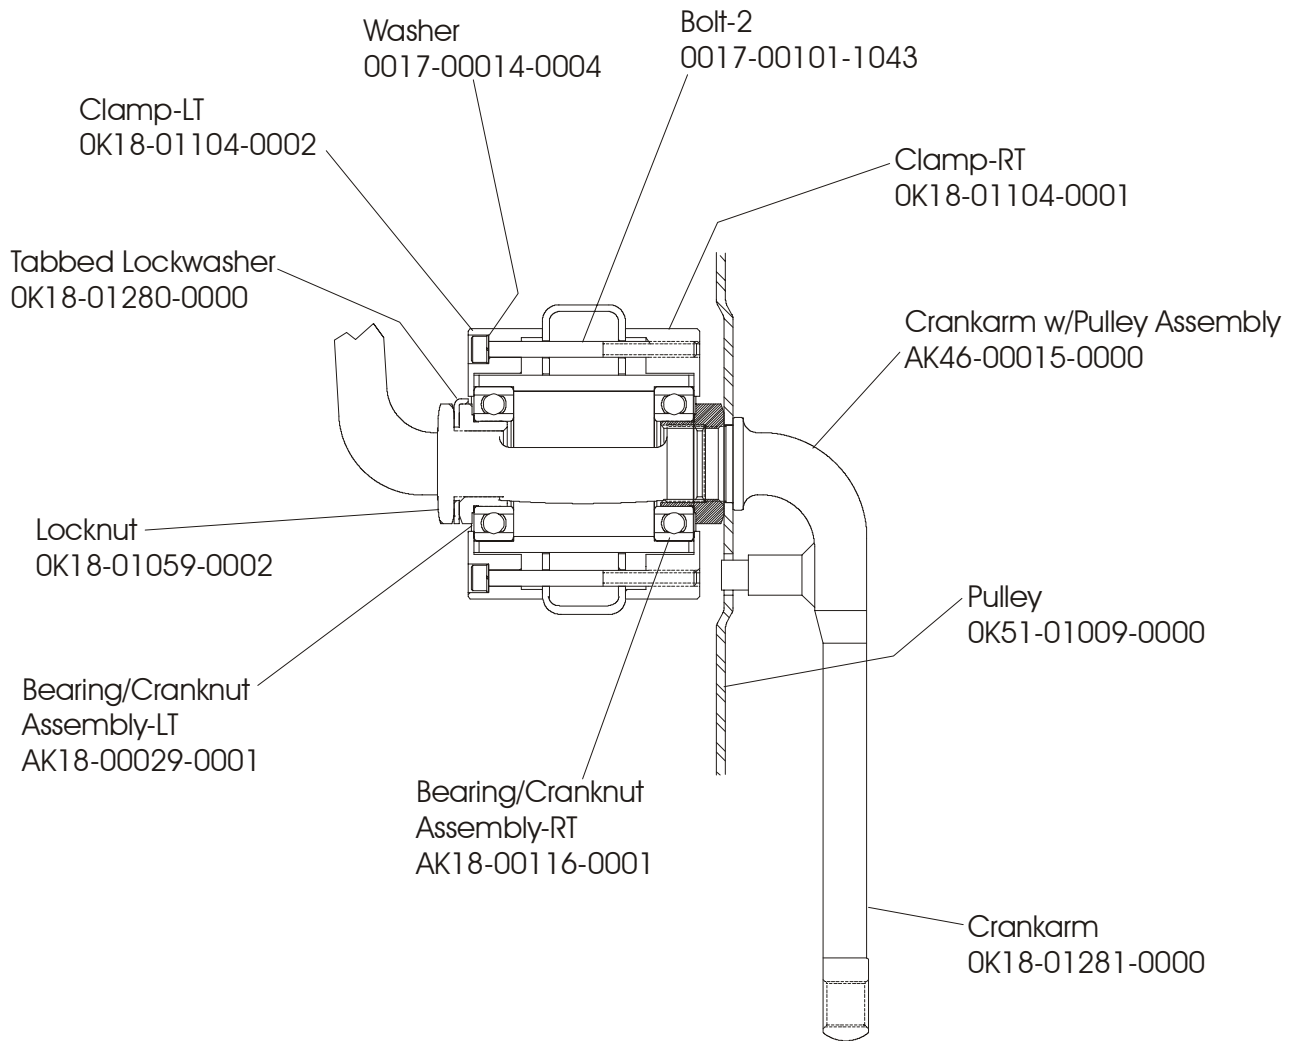 Washer
0017-00014-0004
Bolt-2
0017-00101-1043
Clamp-LT
0K18-01104-0002
Clamp-RT
0K18-01104-0001
Tabbed Lockwasher
0K18-01280-0000
Crankarm w/Pulley Assembly
AK46-00015-0000
Locknut
0K18-01059-0002
Pulley
0K51-01009-0000
Bearing/Cranknut
Assembly-LT
AK18-00029-0001
Bearing/Cranknut
Assembly-RT
AK18-00116-0001
Crankarm
0K18-01281-0000